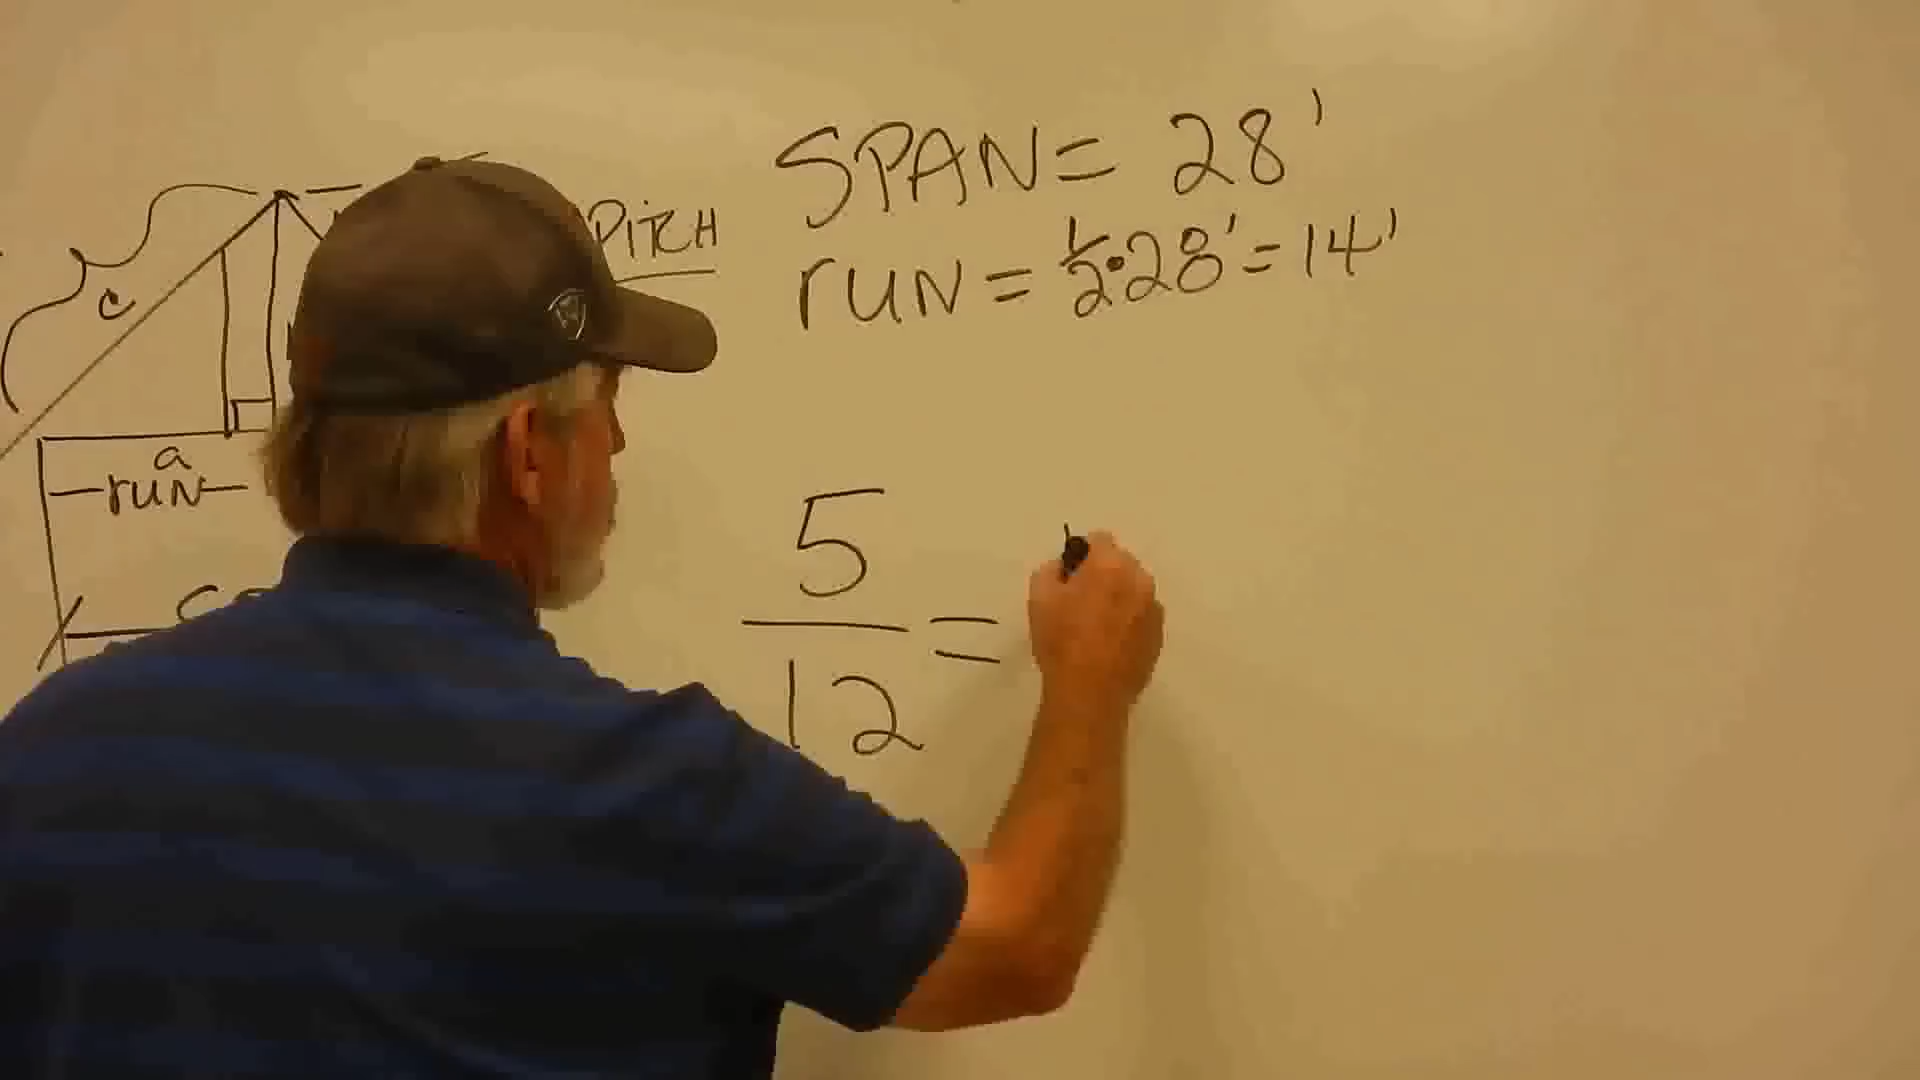 SPAN = 28'
PITCH
run = 1/2 • 28' = 14'
c
a
run
5/12 =